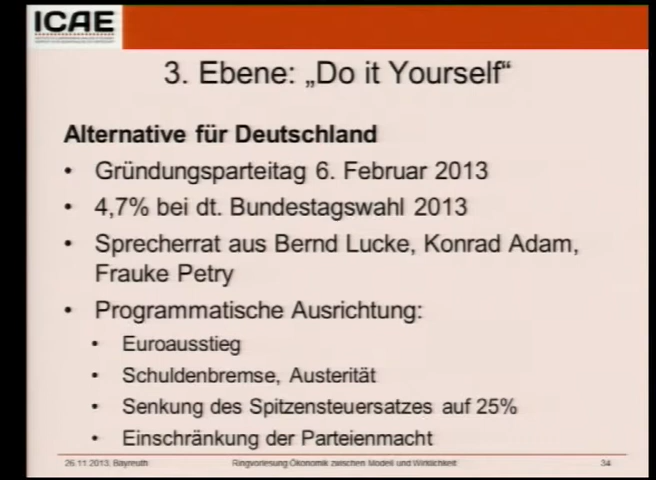 ICAE
3. Ebene: „Do it Yourself“
Alternative für Deutschland
• Gründungsparteitag 6. Februar 2013
• 4,7% bei dt. Bundestagswahl 2013
• Sprecherrat aus Bernd Lucke, Konrad Adam,
Frauke Petry
• Programmatische Ausrichtung:
• Euroausstieg
• Schuldenbremse, Austerität
• Senkung des Spitzensteuersatzes auf 25%
• Einschränkung der Parteienmacht
26.11.2013, Bayreuth Ringvorlesung Ökonomik zwischen Modell und Wirklichkeit 34